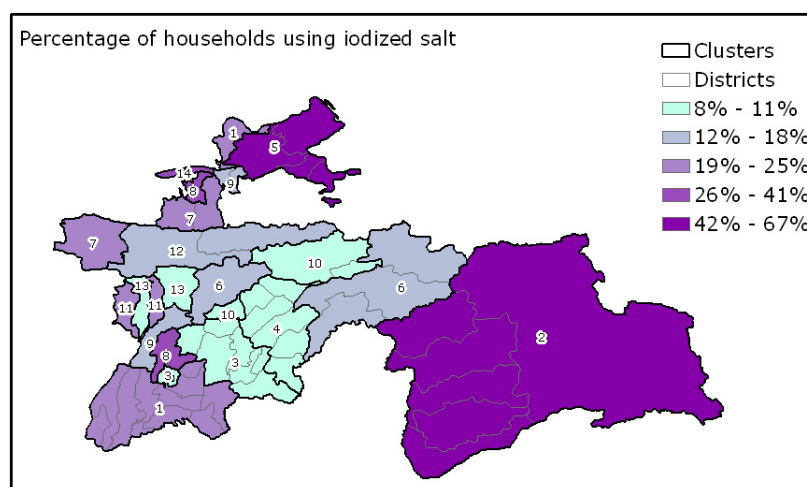 Percentage of households using iodized salt
Clusters
Districts
8% - 11%
12% - 18%
19% - 25%
26% - 41%
42% - 67%
1
5
14
8
9
7
7
12
10
6
6
13
13
11
11
10
4
2
9
8
3
3
1